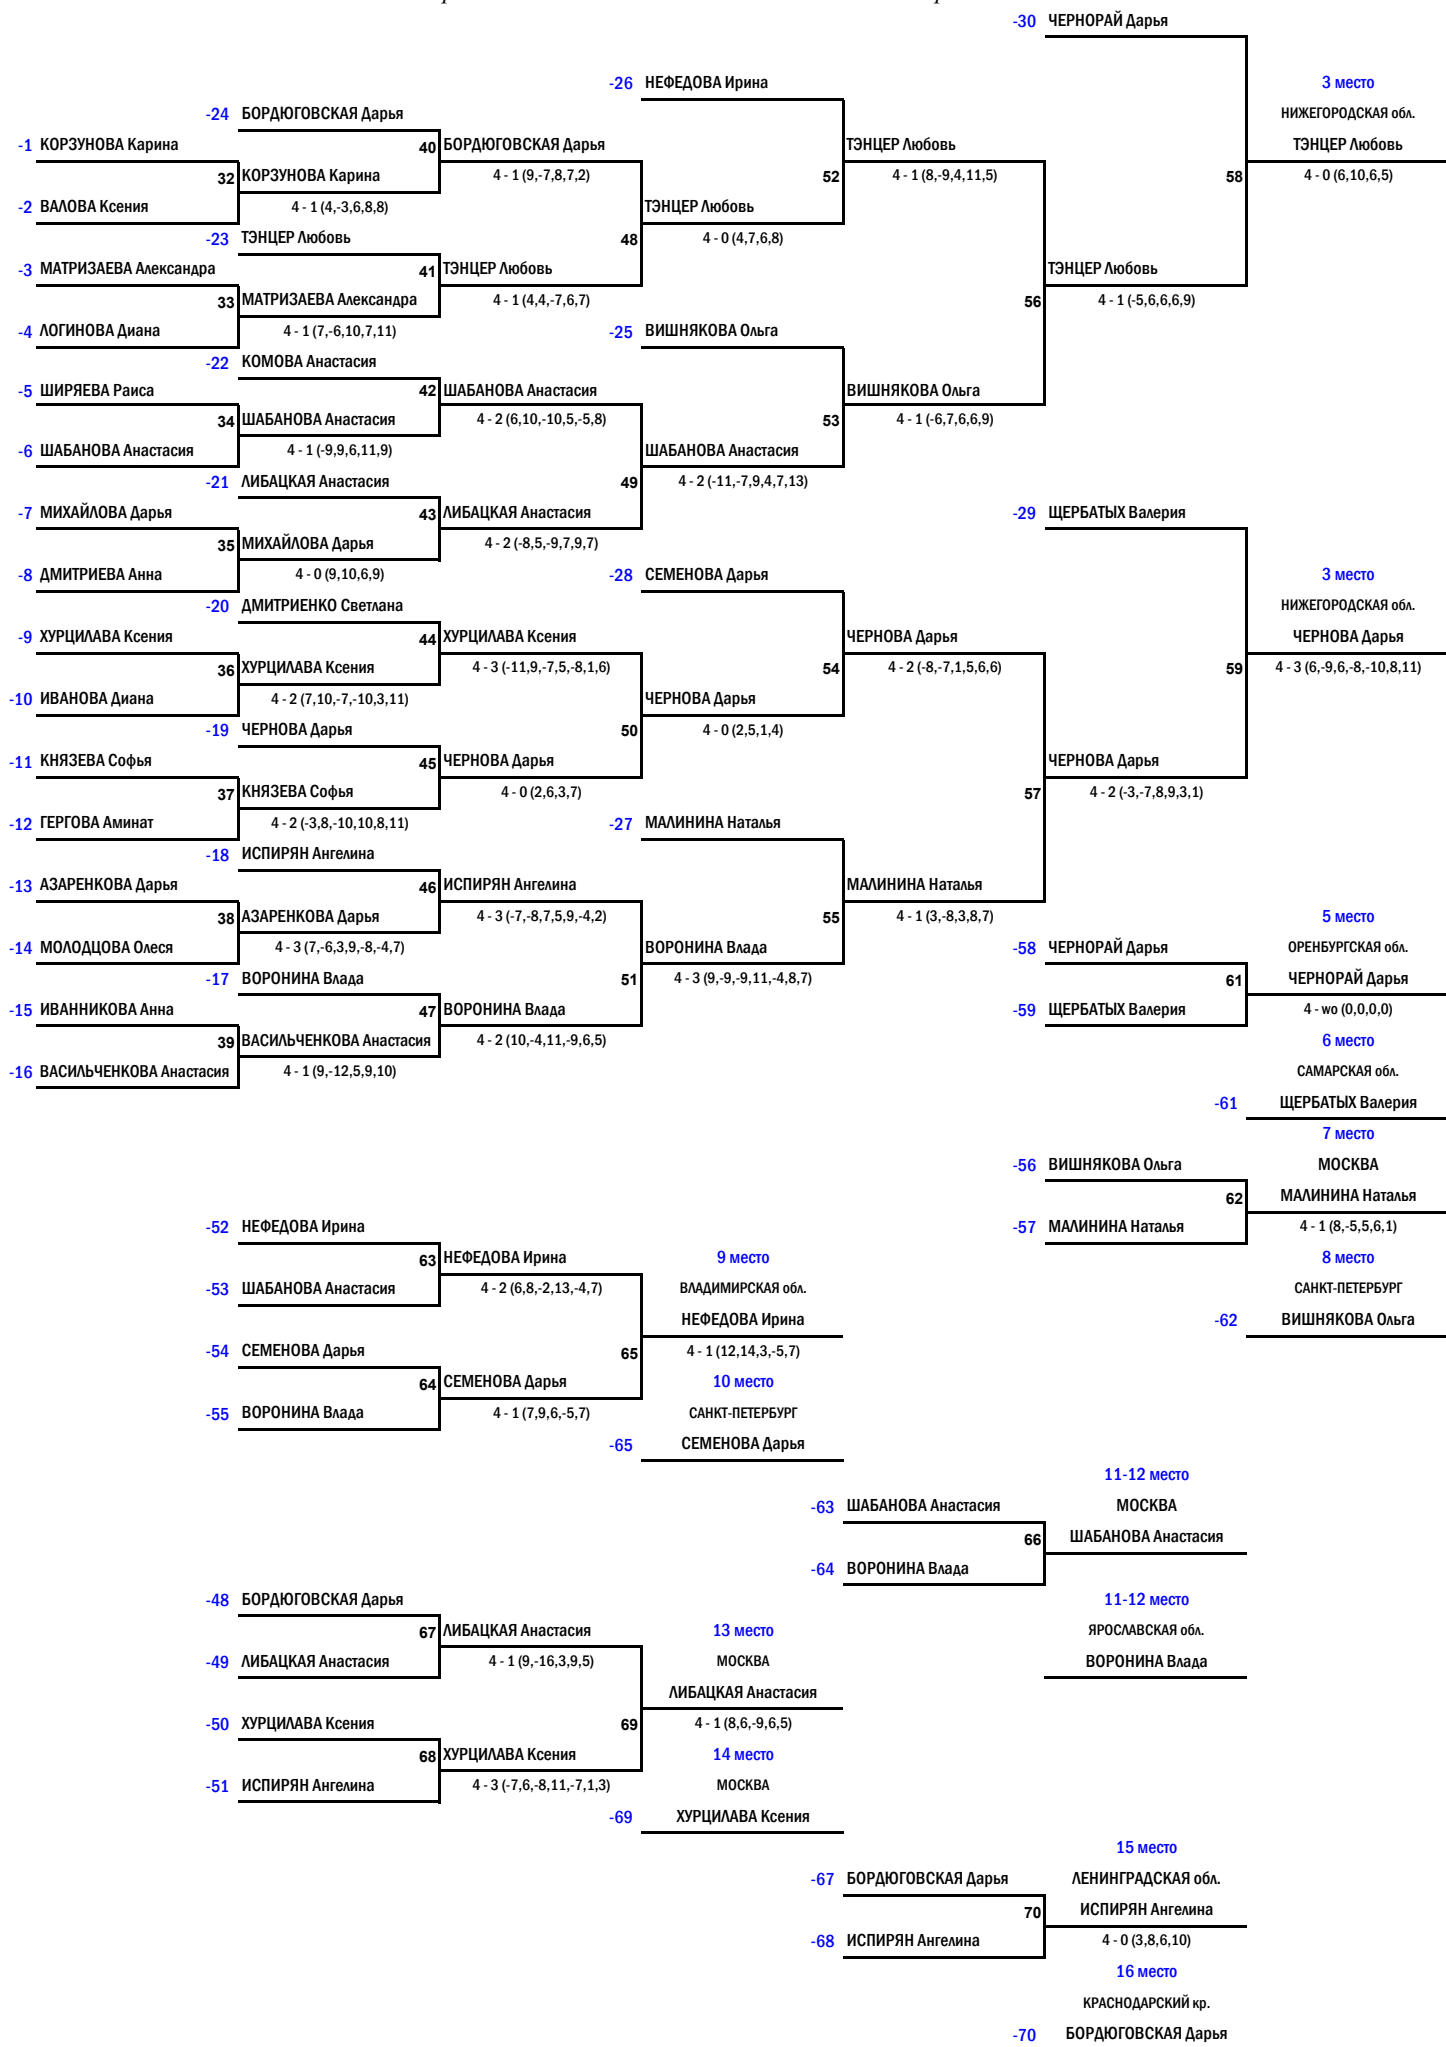 -30 ЧЕРНОРАЙ Дарья
-26 НЕФЕДОВА Ирина
3 место
-24 БОРДЮГОВСКАЯ Дарья
НИЖЕГОРОДСКАЯ обл.
-1 КОРЗУНОВА Карина
40 БОРДЮГОВСКАЯ Дарья
ТЭНЦЕР Любовь
ТЭНЦЕР Любовь
32 КОРЗУНОВА Карина
4 - 1 (9,-7,8,7,2)
52
4 - 1 (8,-9,4,11,5)
58
4 - 0 (6,10,6,5)
-2 ВАЛОВА Ксения
4 - 1 (4,-3,6,8,8)
ТЭНЦЕР Любовь
-23 ТЭНЦЕР Любовь
48
4 - 0 (4,7,6,8)
-3 МАТРИЗАЕВА Александра
41 ТЭНЦЕР Любовь
ТЭНЦЕР Любовь
33 МАТРИЗАЕВА Александра
4 - 1 (4,4,-7,6,7)
56
4 - 1 (-5,6,6,6,9)
-4 ЛОГИНОВА Диана
4 - 1 (7,-6,10,7,11)
-25 ВИШНЯКОВА Ольга
-22 КОМОВА Анастасия
-5 ШИРЯЕВА Раиса
42 ШАБАНОВА Анастасия
ВИШНЯКОВА Ольга
34 ШАБАНОВА Анастасия
4 - 2 (6,10,-10,5,-5,8)
53
4 - 1 (-6,7,6,6,9)
-6 ШАБАНОВА Анастасия
4 - 1 (-9,9,6,11,9)
ШАБАНОВА Анастасия
-21 ЛИБАЦКАЯ Анастасия
49
4 - 2 (-11,-7,9,4,7,13)
-7 МИХАЙЛОВА Дарья
43 ЛИБАЦКАЯ Анастасия
-29 ЩЕРБАТЫХ Валерия
35 МИХАЙЛОВА Дарья
4 - 2 (-8,5,-9,7,9,7)
-8 ДМИТРИЕВА Анна
4 - 0 (9,10,6,9)
-28 СЕМЕНОВА Дарья
3 место
-20 ДМИТРИЕНКО Светлана
НИЖЕГОРОДСКАЯ обл.
-9 ХУРЦИЛАВА Ксения
44 ХУРЦИЛАВА Ксения
ЧЕРНОВА Дарья
ЧЕРНОВА Дарья
36 ХУРЦИЛАВА Ксения
4 - 3 (-11,9,-7,5,-8,1,6)
54
4 - 2 (-8,-7,1,5,6,6)
59
4 - 3 (6,-9,6,-8,-10,8,11)
-10 ИВАНОВА Диана
4 - 2 (7,10,-7,-10,3,11)
ЧЕРНОВА Дарья
-19 ЧЕРНОВА Дарья
50
4 - 0 (2,5,1,4)
-11 КНЯЗЕВА Софья
45 ЧЕРНОВА Дарья
ЧЕРНОВА Дарья
37 КНЯЗЕВА Софья
4 - 0 (2,6,3,7)
57
4 - 2 (-3,-7,8,9,3,1)
-12 ГЕРГОВА Аминат
4 - 2 (-3,8,-10,10,8,11)
-27 МАЛИНИНА Наталья
-18 ИСПИРЯН Ангелина
-13 АЗАРЕНКОВА Дарья
46 ИСПИРЯН Ангелина
МАЛИНИНА Наталья
38 АЗАРЕНКОВА Дарья
4 - 3 (-7,-8,7,5,9,-4,2)
55
4 - 1 (3,-8,3,8,7)
5 место
-14 МОЛОДЦОВА Олеся
4 - 3 (7,-6,3,9,-8,-4,7)
ВОРОНИНА Влада
-58 ЧЕРНОРАЙ Дарья
ОРЕНБУРГСКАЯ обл.
-17 ВОРОНИНА Влада
51
4 - 3 (9,-9,-9,11,-4,8,7)
61
ЧЕРНОРАЙ Дарья
-15 ИВАННИКОВА Анна
47 ВОРОНИНА Влада
-59 ЩЕРБАТЫХ Валерия
4 - wo (0,0,0,0)
39 ВАСИЛЬЧЕНКОВА Анастасия
4 - 2 (10,-4,11,-9,6,5)
6 место
-16 ВАСИЛЬЧЕНКОВА Анастасия
4 - 1 (9,-12,5,9,10)
САМАРСКАЯ обл.
-61 ЩЕРБАТЫХ Валерия
7 место
-56 ВИШНЯКОВА Ольга
МОСКВА
62
МАЛИНИНА Наталья
-52 НЕФЕДОВА Ирина
-57 МАЛИНИНА Наталья
4 - 1 (8,-5,5,6,1)
63 НЕФЕДОВА Ирина
9 место
8 место
-53 ШАБАНОВА Анастасия
4 - 2 (6,8,-2,13,-4,7)
ВЛАДИМИРСКАЯ обл.
САНКТ-ПЕТЕРБУРГ
НЕФЕДОВА Ирина
-62 ВИШНЯКОВА Ольга
-54 СЕМЕНОВА Дарья
65
4 - 1 (12,14,3,-5,7)
64 СЕМЕНОВА Дарья
10 место
-55 ВОРОНИНА Влада
4 - 1 (7,9,6,-5,7)
САНКТ-ПЕТЕРБУРГ
-65 СЕМЕНОВА Дарья
11-12 место
-63 ШАБАНОВА Анастасия
МОСКВА
66
ШАБАНОВА Анастасия
-64 ВОРОНИНА Влада
-48 БОРДЮГОВСКАЯ Дарья
11-12 место
67 ЛИБАЦКАЯ Анастасия
13 место
ЯРОСЛАВСКАЯ обл.
-49 ЛИБАЦКАЯ Анастасия
4 - 1 (9,-16,3,9,5)
МОСКВА
ВОРОНИНА Влада
ЛИБАЦКАЯ Анастасия
-50 ХУРЦИЛАВА Ксения
69
4 - 1 (8,6,-9,6,5)
68 ХУРЦИЛАВА Ксения
14 место
-51 ИСПИРЯН Ангелина
4 - 3 (-7,6,-8,11,-7,1,3)
МОСКВА
-69 ХУРЦИЛАВА Ксения
15 место
-67 БОРДЮГОВСКАЯ Дарья
ЛЕНИНГРАДСКАЯ обл.
70
ИСПИРЯН Ангелина
-68 ИСПИРЯН Ангелина
4 - 0 (3,8,6,10)
16 место
КРАСНОДАРСКИЙ кр.
-70 БОРДЮГОВСКАЯ Дарья